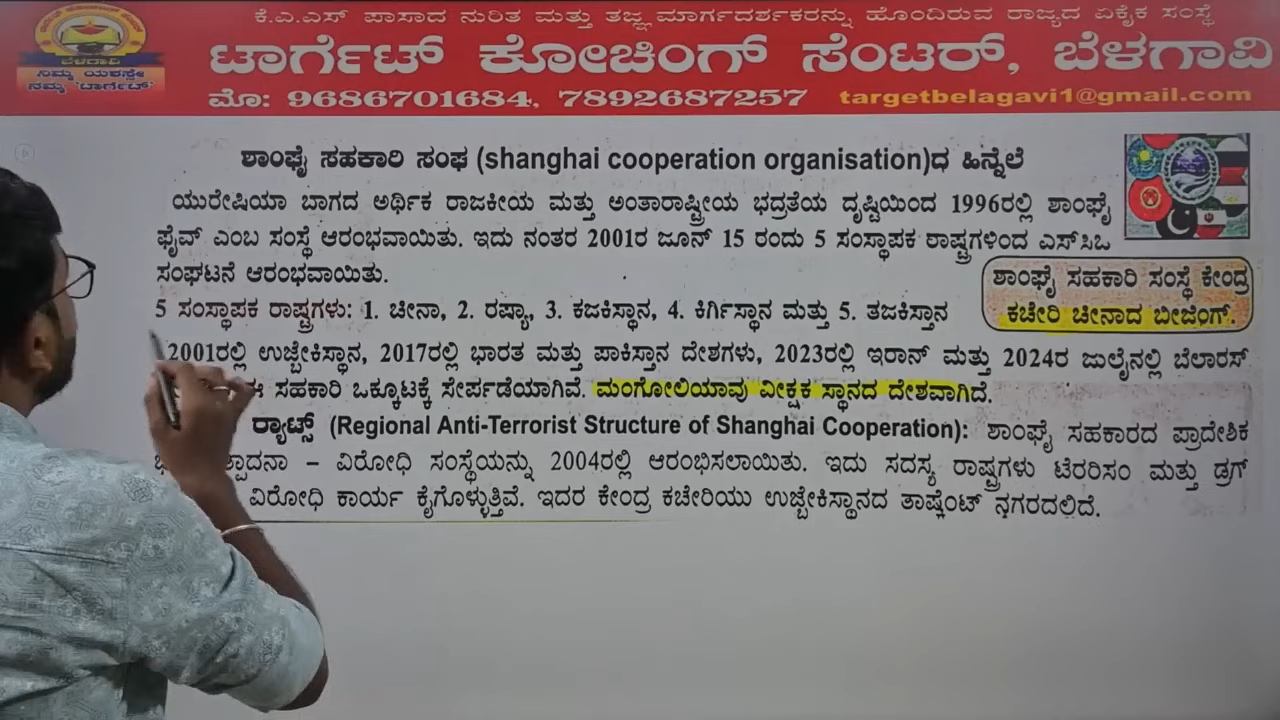 ಕೆ.ಎ.ಎಸ್ ಪಾಸಾದ ನುರಿತ ಮತ್ತು ತಜ್ಞ ಮಾರ್ಗದರ್ಶಕರನ್ನು ಹೊಂದಿರುವ ರಾಜ್ಯದ ಏಕೈಕ ಸಂಸ್ಥೆ
ಟಾರ್ಗೆಟ್ ಕೋಚಿಂಗ್ ಸೆಂಟರ್, ಬೆಳಗಾವಿ
ಬೆಳಗಾವಿ
ನಿಮ್ಮ ಯಶಸ್ಸೇ
ನಮ್ಮ ‘ಟಾರ್ಗೆಟ್’
ಮೊ: 9686701684, 7892687257 targetbelagavi1@gmail.com
ಶಾಂಘೈ ಸಹಕಾರಿ ಸಂಘ (shanghai cooperation organisation)ದ ಹಿನ್ನೆಲೆ
ಯುರೇಷಿಯಾ ಬಾಗದ ಅರ್ಥಿಕ ರಾಜಕೀಯ ಮತ್ತು ಅಂತಾರಾಷ್ಟ್ರೀಯ ಭದ್ರತೆಯ ದೃಷ್ಟಿಯಿಂದ 1996ರಲ್ಲಿ ಶಾಂಘೈ
ಫೈವ್ ಎಂಬ ಸಂಸ್ಥೆ ಆರಂಭವಾಯಿತು. ಇದು ನಂತರ 2001ರ ಜೂನ್ 15 ರಂದು 5 ಸಂಸ್ಥಾಪಕ ರಾಷ್ಟ್ರಗಳಿಂದ ಎಸ್‌ಸಿಒ
ಸಂಘಟನೆ ಆರಂಭವಾಯಿತು.
ಶಾಂಘೈ ಸಹಕಾರಿ ಸಂಸ್ಥೆ ಕೇಂದ್ರ
ಕಚೇರಿ ಚೀನಾದ ಬೀಜಿಂಗ್.
5 ಸಂಸ್ಥಾಪಕ ರಾಷ್ಟ್ರಗಳು: 1. ಚೀನಾ, 2. ರಷ್ಯಾ, 3. ಕಜಕಿಸ್ಥಾನ, 4. ಕಿರ್ಗಿಸ್ಥಾನ ಮತ್ತು 5. ತಜಕಿಸ್ತಾನ
2001ರಲ್ಲಿ ಉಜ್ಬೇಕಿಸ್ಥಾನ, 2017ರಲ್ಲಿ ಭಾರತ ಮತ್ತು ಪಾಕಿಸ್ತಾನ ದೇಶಗಳು, 2023ರಲ್ಲಿ ಇರಾನ್ ಮತ್ತು 2024ರ ಜುಲೈನಲ್ಲಿ ಬೆಲಾರಸ್
ಈ ಸಹಕಾರಿ ಒಕ್ಕೂಟಕ್ಕೆ ಸೇರ್ಪಡೆಯಾಗಿವೆ. ಮಂಗೋಲಿಯಾವು ವೀಕ್ಷಕ ಸ್ಥಾನದ ದೇಶವಾಗಿದೆ.
ರ‍್ಯಾಟ್ಸ್ (Regional Anti-Terrorist Structure of Shanghai Cooperation): ಶಾಂಘೈ ಸಹಕಾರದ ಪ್ರಾದೇಶಿಕ
– ವಿರೋಧಿ ಸಂಸ್ಥೆಯನ್ನು 2004ರಲ್ಲಿ ಆರಂಭಿಸಲಾಯಿತು. ಇದು ಸದಸ್ಯ ರಾಷ್ಟ್ರಗಳು ಟೆರರಿಸಂ ಮತ್ತು ಡ್ರಗ್
ವಿರೋಧಿ ಕಾರ್ಯ ಕೈಗೊಳ್ಳುತ್ತಿವೆ. ಇದರ ಕೇಂದ್ರ ಕಚೇರಿಯು ಉಜ್ಬೇಕಿಸ್ಥಾನದ ತಾಷ್ಕೆಂಟ್ ನಗರದಲ್ಲಿದೆ.